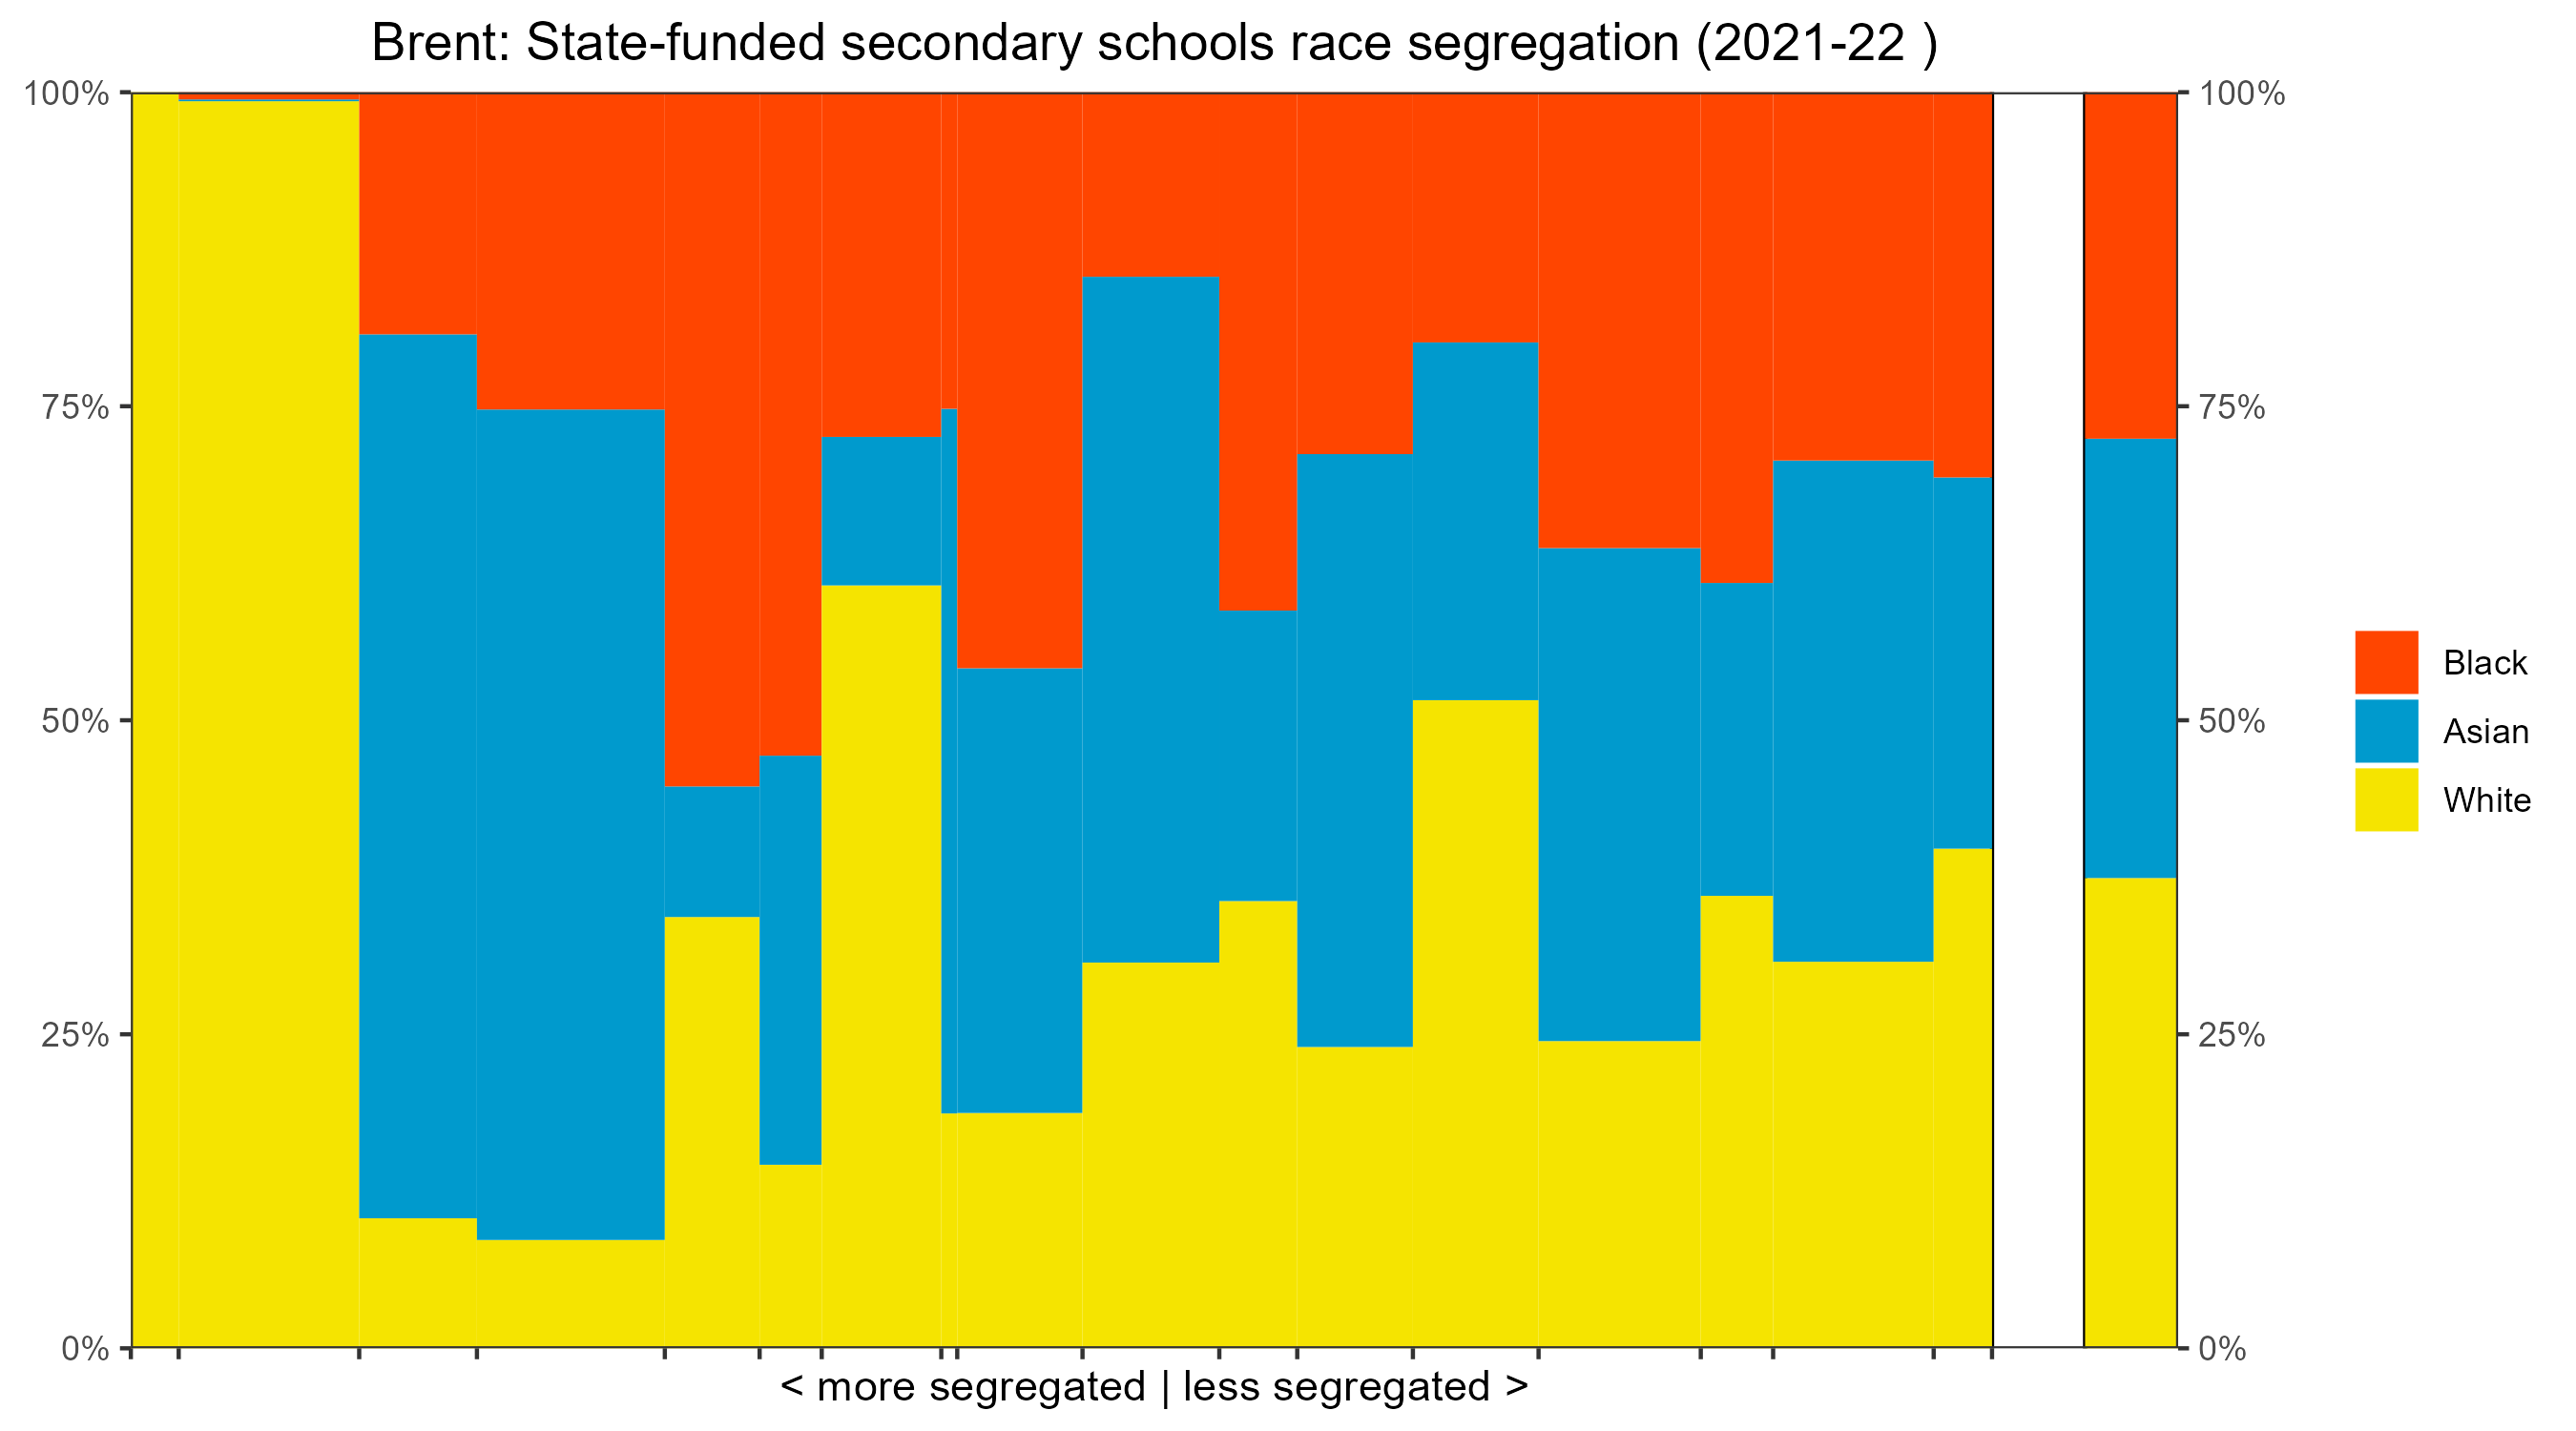 Brent: State-funded secondary schools race segregation (2021-22 )
100%
75%
50%
25%
0%
100%
75%
50%
25%
0%
Black
Asian
White
< more segregated | less segregated >